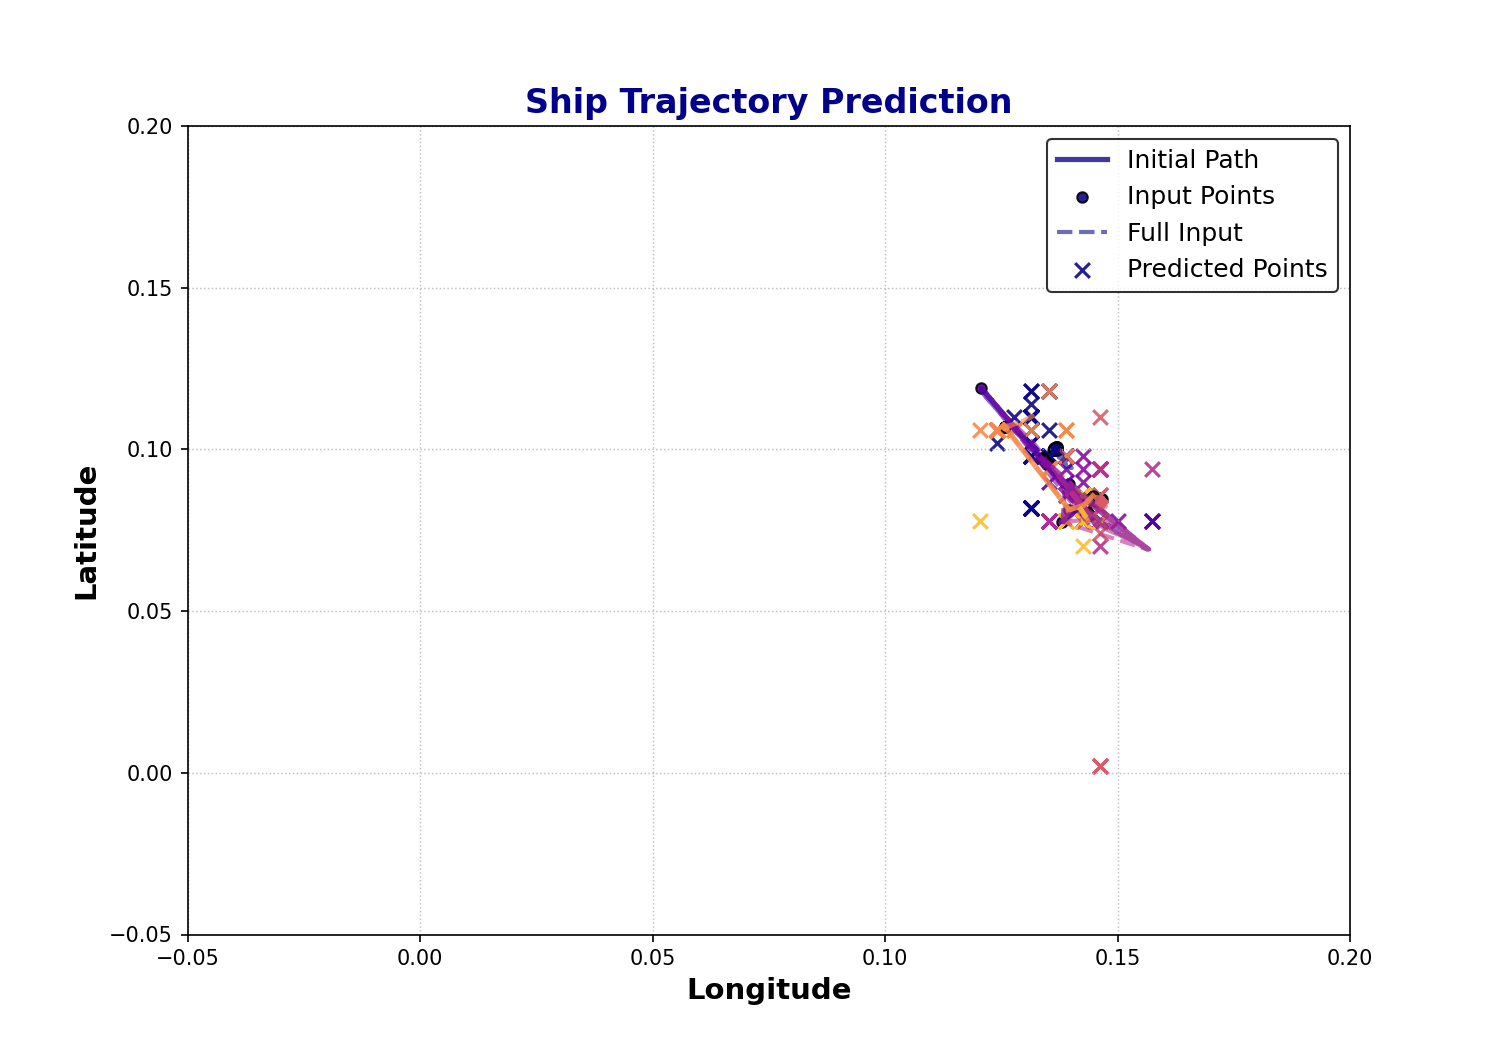 Ship Trajectory Prediction
Initial Path
Input Points
Full Input
Predicted Points
0.20
0.15
0.10
0.05
0.00
−0.05
Latitude
−0.05
0.00
0.05
0.10
0.15
0.20
Longitude